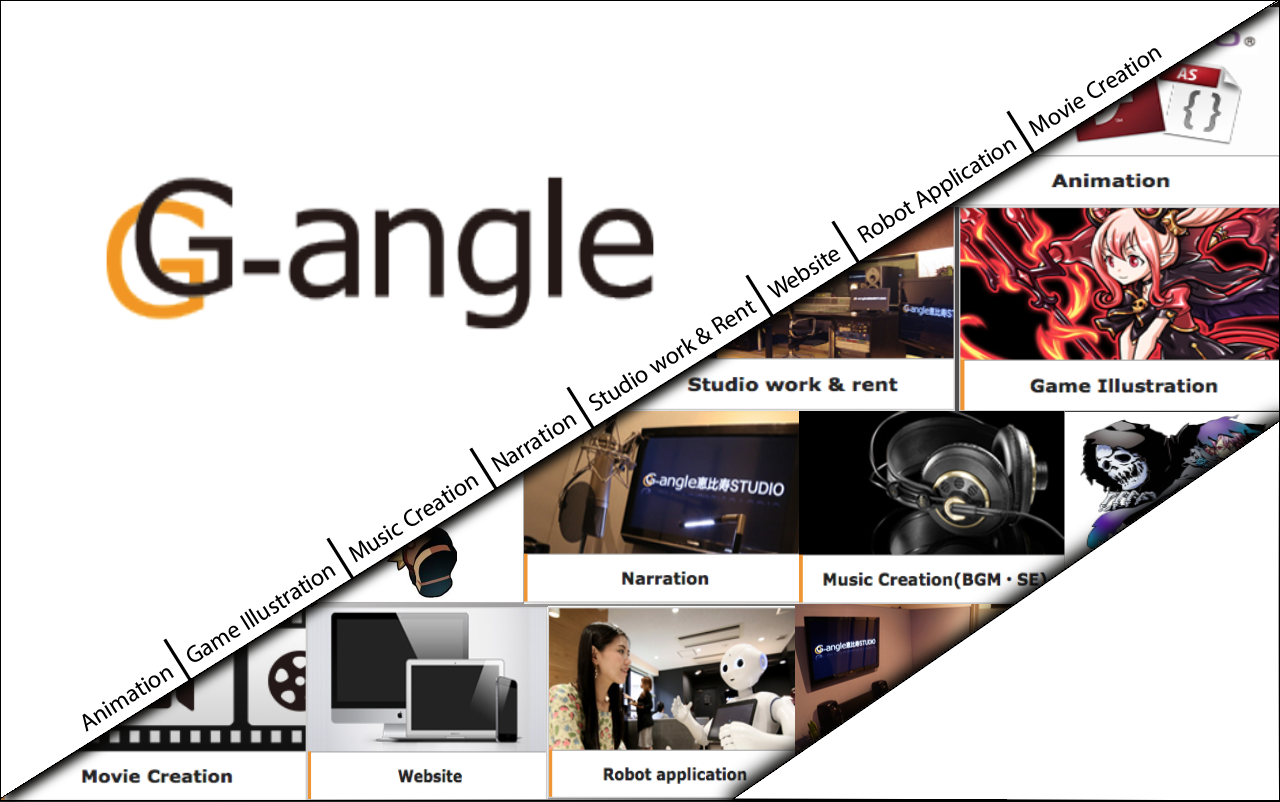 G-angle
Animation | Game Illustration | Music Creation | Narration | Studio work & Rent | Website | Robot Application | Movie Creation
®
AS
{}
Animation
G-angle恵比寿STUDIO
Studio work & rent
Game Illustration
G-angle恵比寿STUDIO
Narration
Music Creation(BGM・SE)
G-angle恵比寿STUDIO
Movie Creation
Website
Robot application